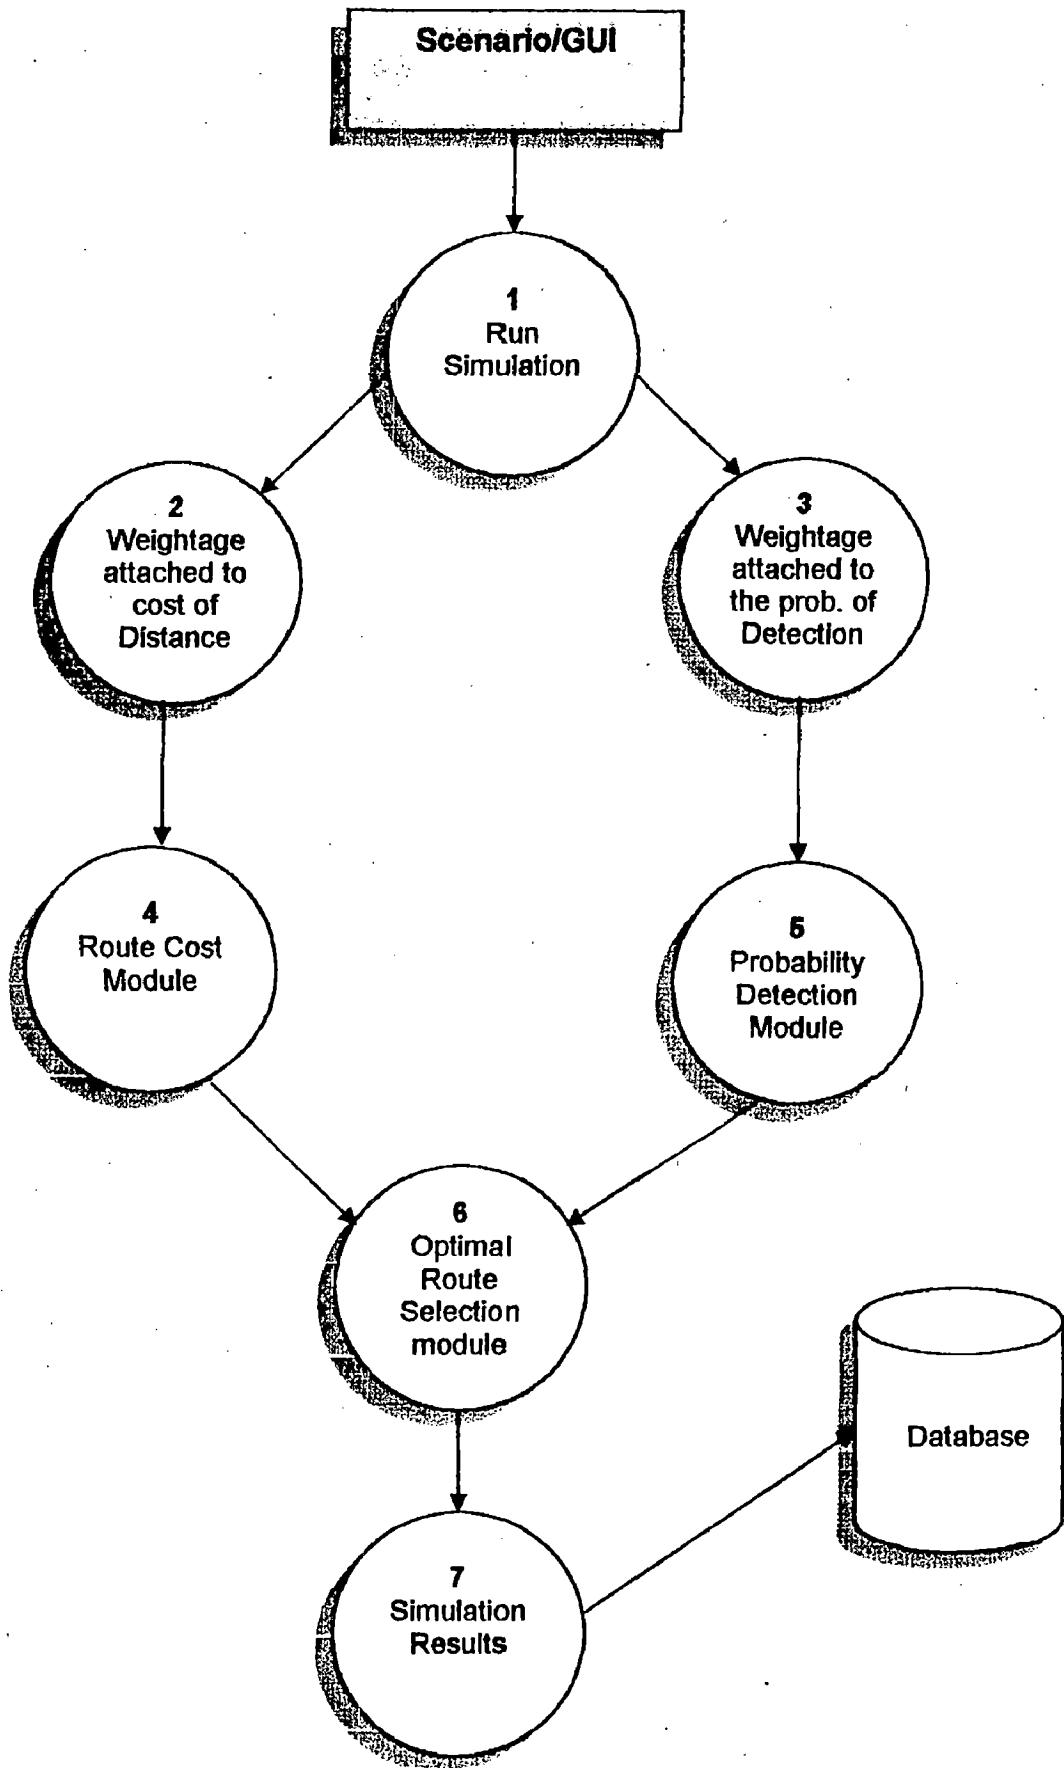 Scenario/GUI
1
Run
Simulation
2
Weightage
attached to
cost of
Distance
3
Weightage
attached to
the prob. of
Detection
4
Route Cost
Module
5
Probability
Detection
Module
6
Optimal
Route
Selection
module
Database
7
Simulation
Results